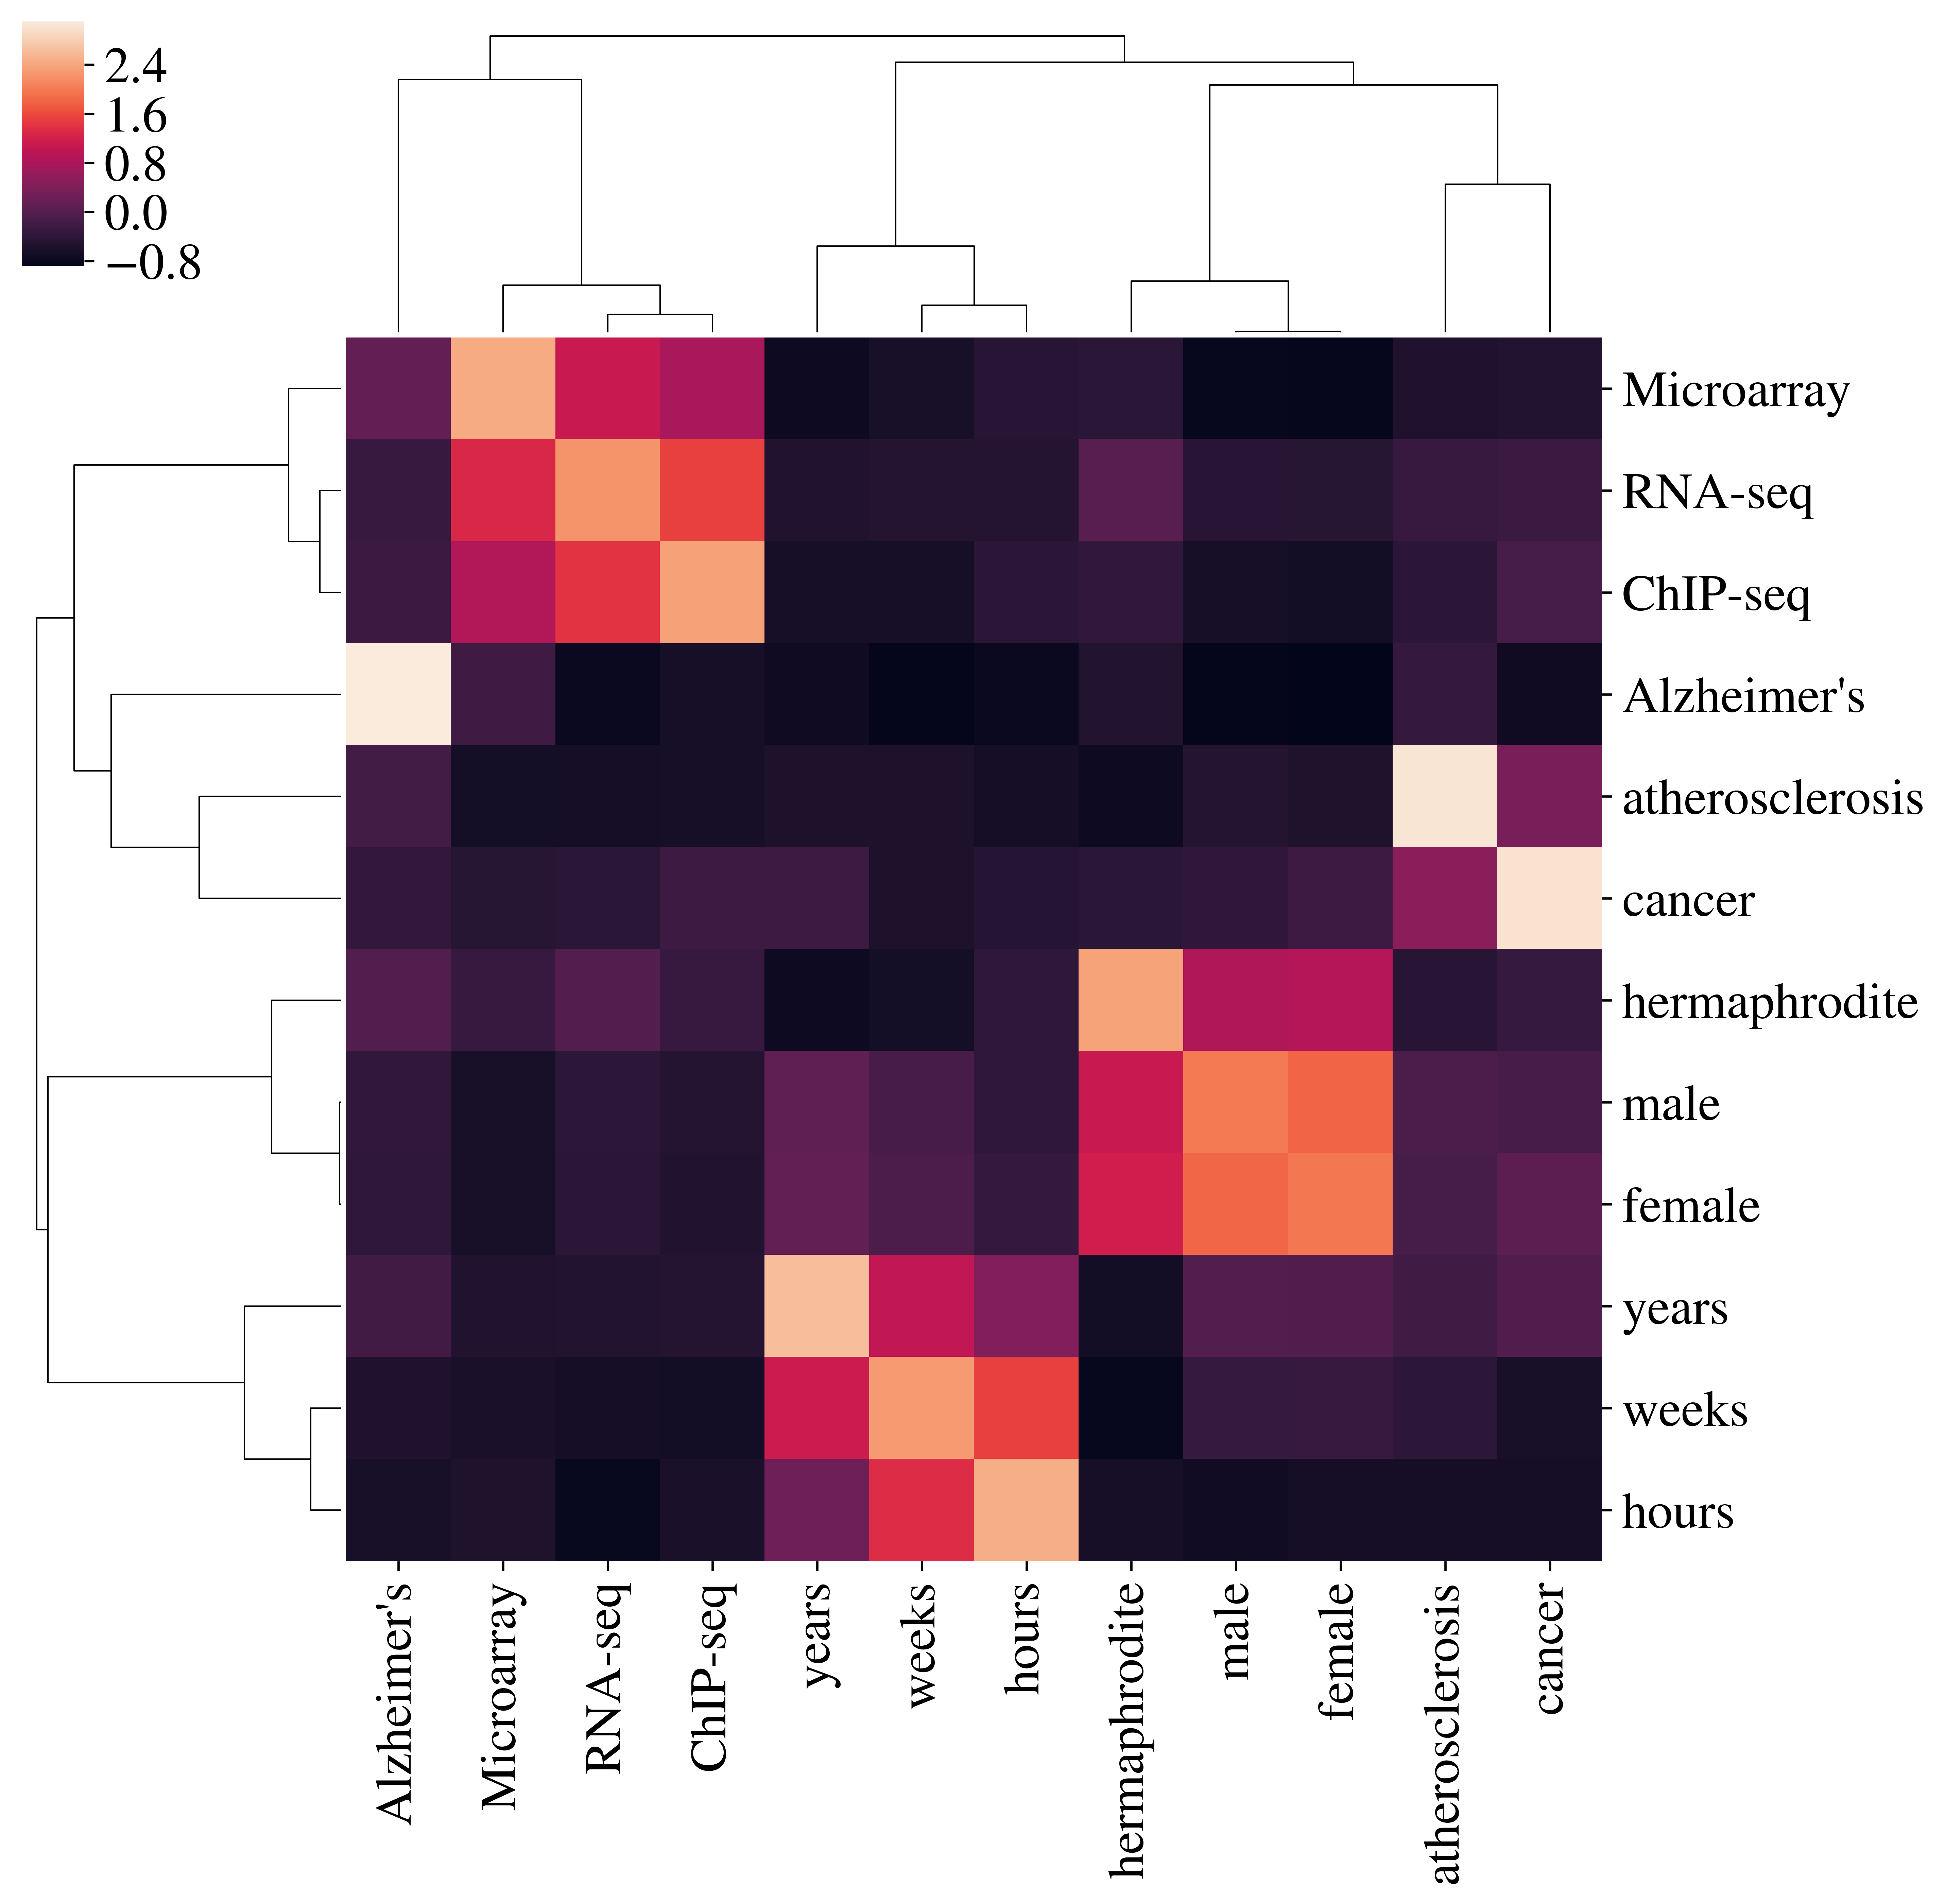 2.4
1.6
0.8
0.0
−0.8
Microarray
RNA-seq
ChIP-seq
Alzheimer's
atherosclerosis
cancer
hermaphrodite
male
female
years
weeks
hours
Alzheimer's
Microarray
RNA-seq
ChIP-seq
years
weeks
hours
hermaphrodite
male
female
atherosclerosis
cancer